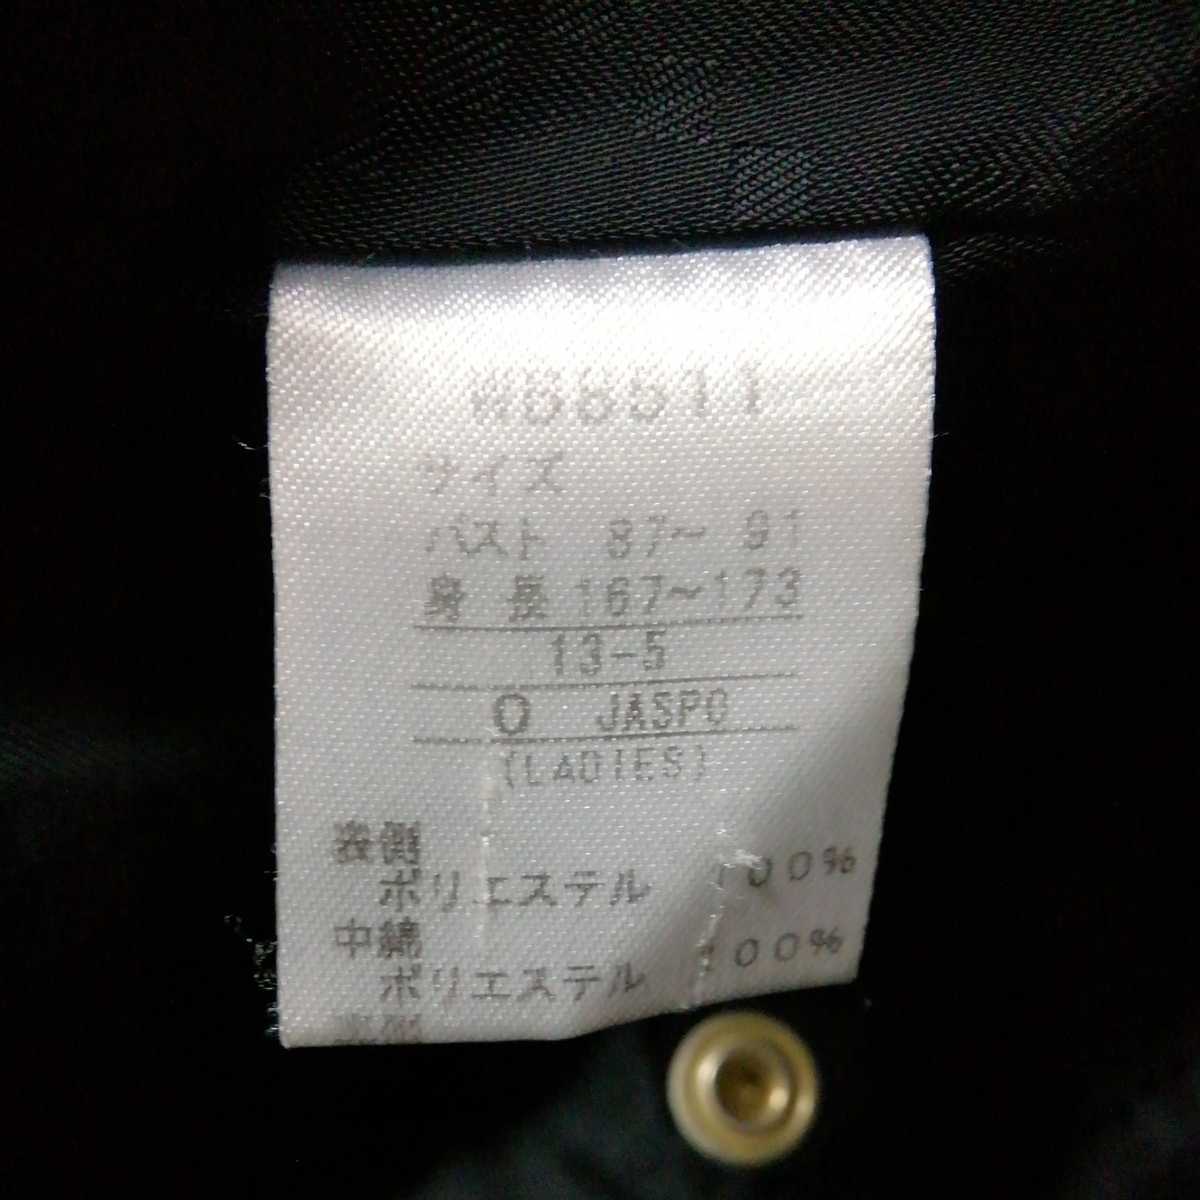 W66511
サイズ
バスト 87～ 91
身 長 167～173
13-5
O JASPO
(LADIES)
表側
ポリエステル 100%
中綿
ポリエステル 100%